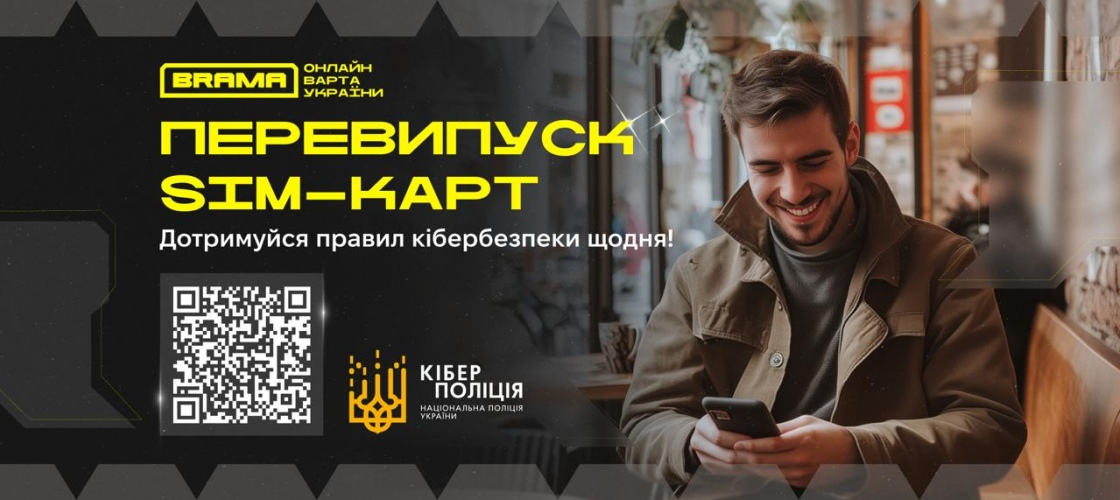 BRAMA
ОНЛАЙН
ВАРТА
УКРАЇНИ
ПЕРЕВИПУСК
SIM-КАРТ
Дотримуйся правил кібербезпеки щодня!
КІБЕР
ПОЛІЦІЯ
НАЦІОНАЛЬНА ПОЛІЦІЯ
УКРАЇНИ